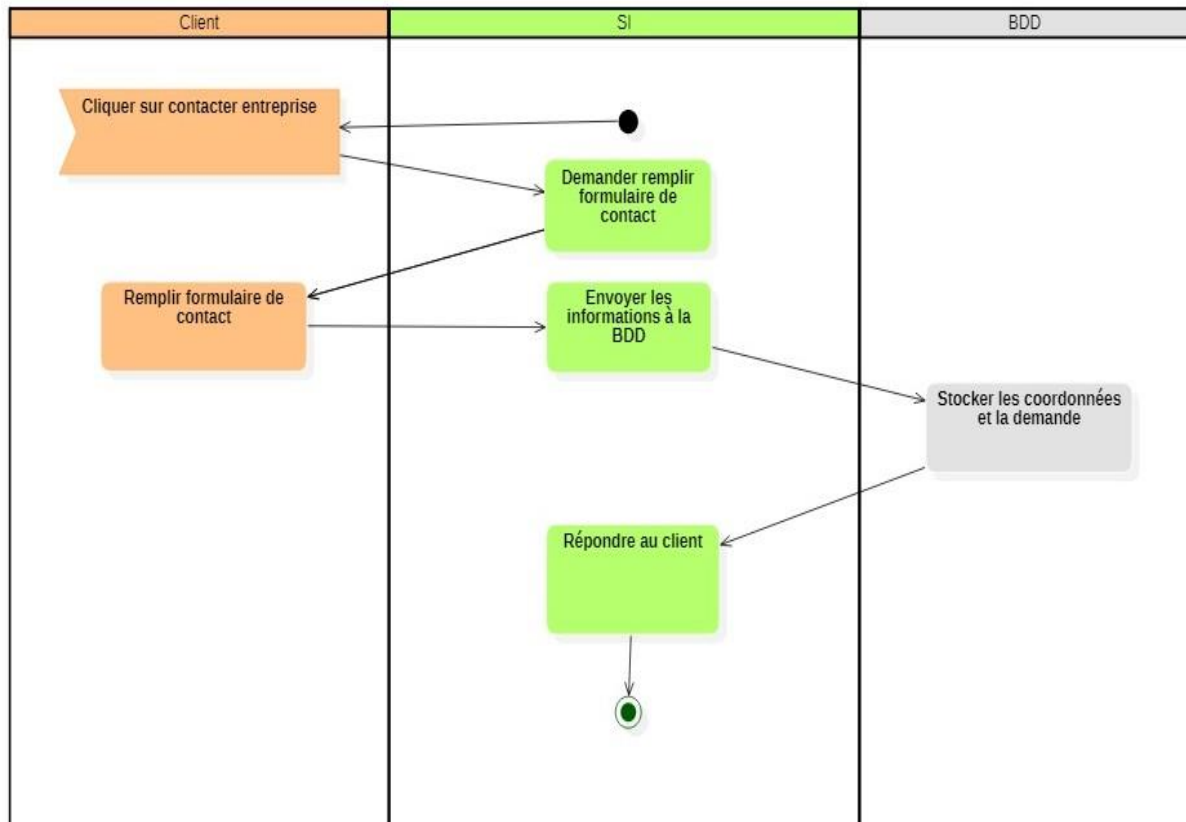 Client
SI
BDD
Cliquer sur contacter entreprise
Demander remplir
formulaire de
contact
Remplir formulaire de
contact
Envoyer les
informations à la
BDD
Stocker les coordonnées
et la demande
Répondre au client